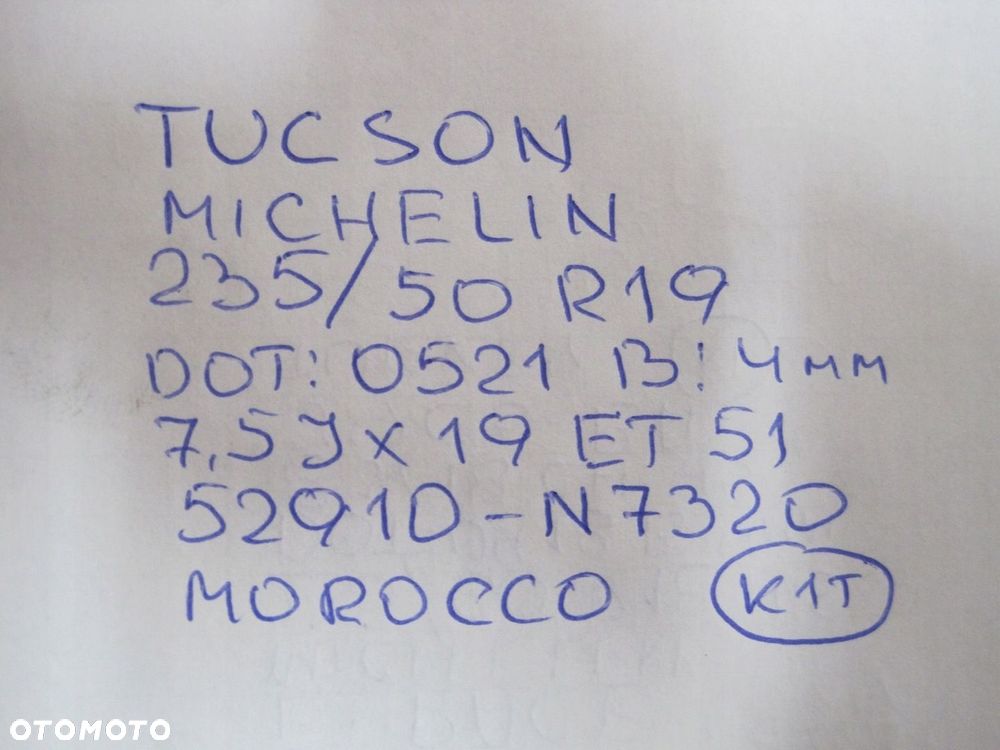 TUCSON
MICHELIN
235/50 R19
DOT: 0521 B: 4mm
7,5J x 19 ET 51
52910-N7320
MOROCCO K1T
OTOMOTO